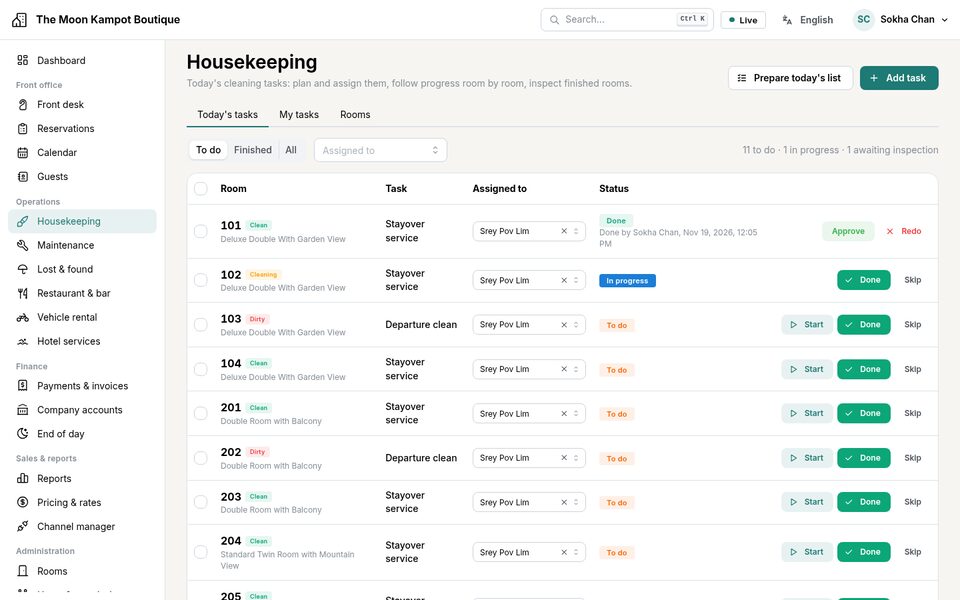 The Moon Kampot Boutique
Search...
Ctrl K
Live
English
SC
Sokha Chan
Dashboard
Front office
Front desk
Reservations
Calendar
Guests
Operations
Housekeeping
Maintenance
Lost & found
Restaurant & bar
Vehicle rental
Hotel services
Finance
Payments & invoices
Company accounts
End of day
Sales & reports
Reports
Pricing & rates
Channel manager
Administration
Rooms
Housekeeping
Today's cleaning tasks: plan and assign them, follow progress room by room, inspect finished rooms.
Prepare today's list
Add task
Today's tasks
My tasks
Rooms
To do
Finished
All
Assigned to
11 to do · 1 in progress · 1 awaiting inspection
Room
Task
Assigned to
Status
101 Clean
Deluxe Double With Garden View
Stayover
service
Srey Pov Lim
Done
Done by Sokha Chan, Nov 19, 2026, 12:05
PM
Approve
Redo
102 Cleaning
Deluxe Double With Garden View
Stayover
service
Srey Pov Lim
In progress
Done
Skip
103 Dirty
Deluxe Double With Garden View
Departure clean
Srey Pov Lim
To do
Start
Done
Skip
104 Clean
Deluxe Double With Garden View
Stayover
service
Srey Pov Lim
To do
Start
Done
Skip
201 Clean
Double Room with Balcony
Stayover
service
Srey Pov Lim
To do
Start
Done
Skip
202 Dirty
Double Room with Balcony
Departure clean
Srey Pov Lim
To do
Start
Done
Skip
203 Clean
Double Room with Balcony
Stayover
service
Srey Pov Lim
To do
Start
Done
Skip
204 Clean
Standard Twin Room with Mountain
View
Stayover
service
Srey Pov Lim
To do
Start
Done
Skip
205 Clean
Stayover